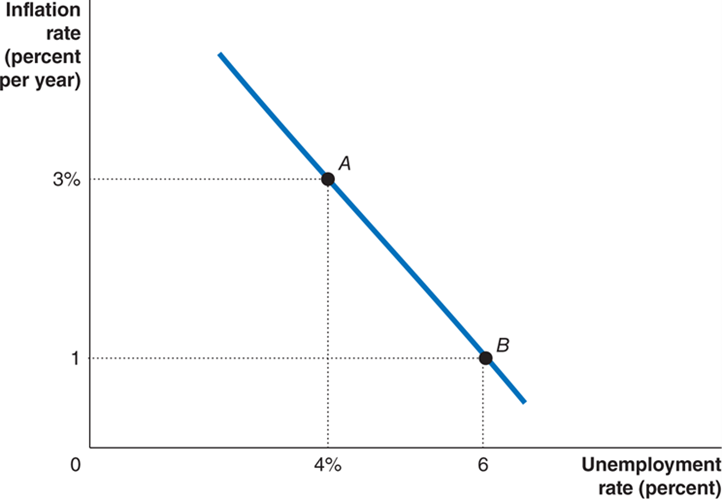 Inflation
rate
(percent
per year)
A
3%
B
1
0
4%
6
Unemployment
rate (percent)